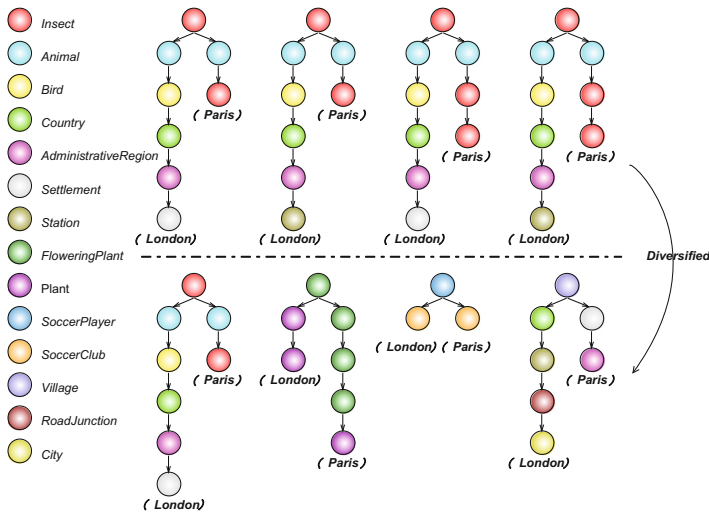 Insect
Animal
Bird
Country
AdministrativeRegion
Settlement
Station
FloweringPlant
Plant
SoccerPlayer
SoccerClub
Village
RoadJunction
City
(Paris) (Paris)
(Paris) (Paris)
(London) (London) (London) (London)
Diversified
(London) (Paris)
(Paris) (London) (Paris)
(Paris) (London)
(London)